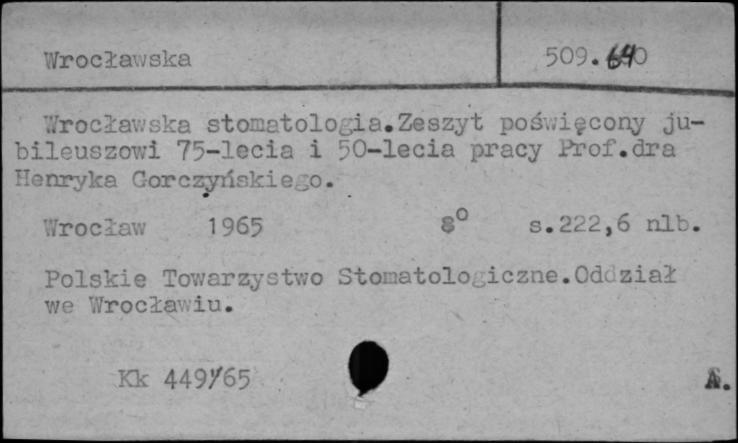 Wrocławska 509.640
Wrocławska stomatologia.Zeszyt poświęcony ju-
bileuszowi 75-lecia i 50-lecia pracy Prof.dra
Henryka Gorczyńskiego.
Wrocław 1965 8° s.222,6 nlb.
Polskie Towarzystwo Stomatologiczne.Oddział
we Wrocławiu.
Kk 449/65